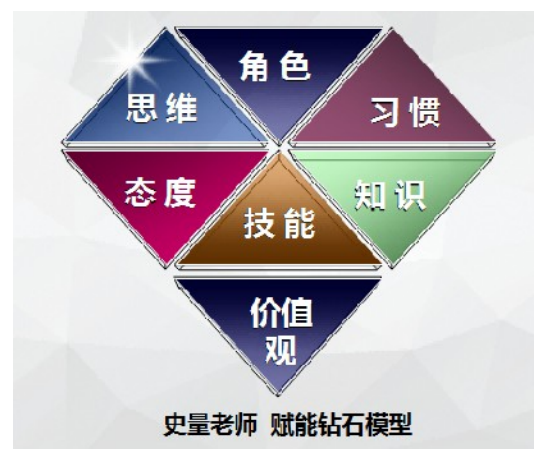 角色
思维
习惯
态度
技能
知识
价值
观
史量老师 赋能钻石模型